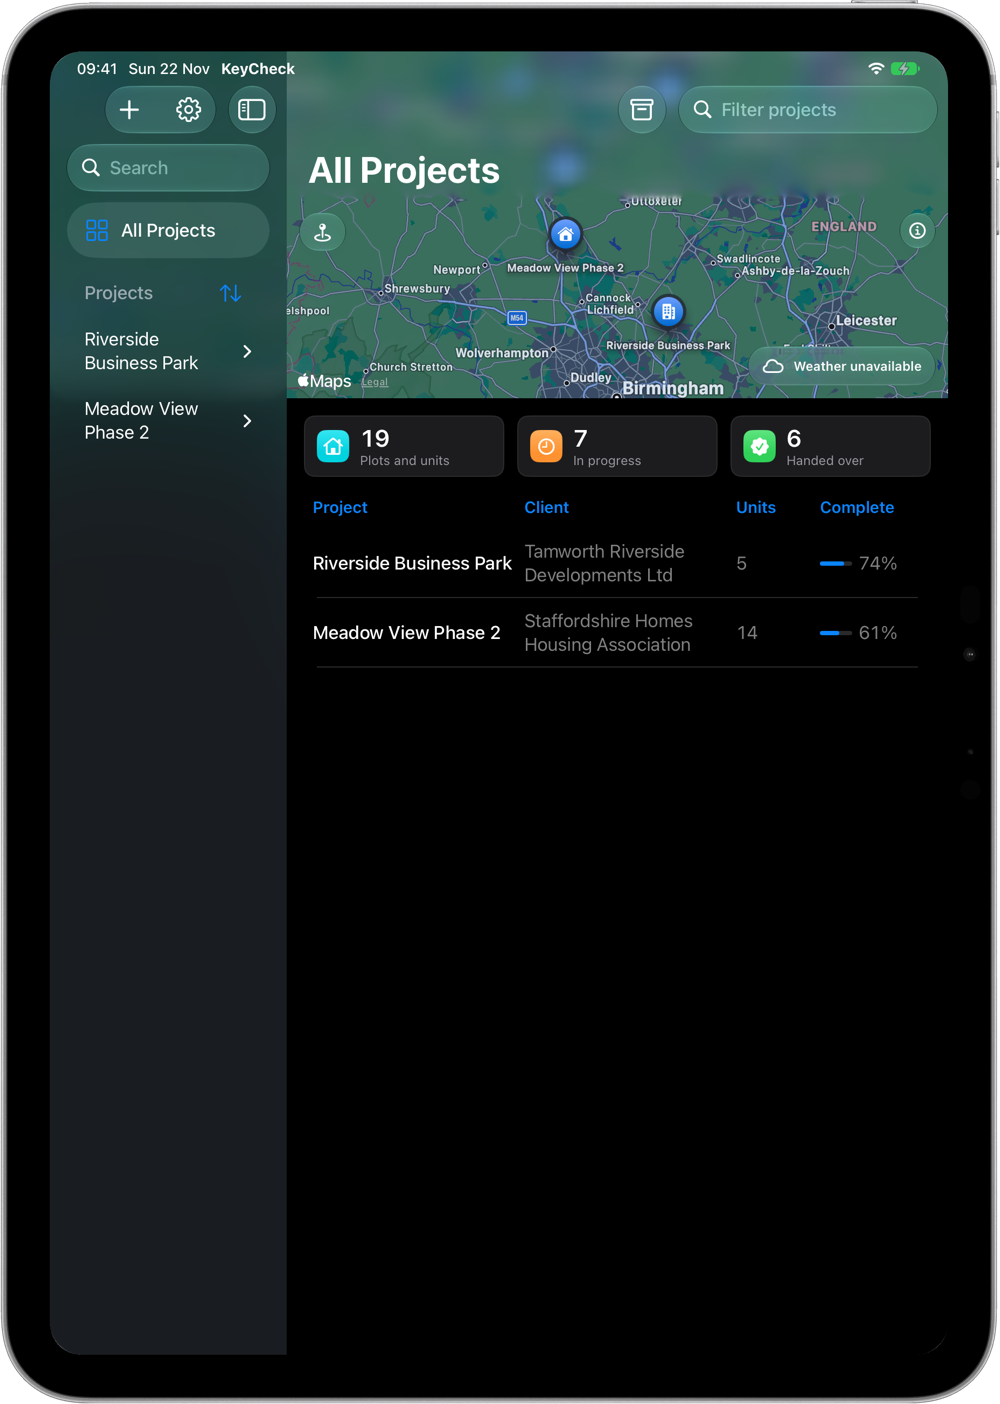 09:41 Sun 22 Nov KeyCheck
Filter projects
Search
All Projects
All Projects
Projects
Riverside
Business Park
Meadow View
Phase 2
Uttoxeter
ENGLAND
Newport
Meadow View Phase 2
Swadlincote
Ashby-de-la-Zouch
Shrewsbury
elshpool
Cannock
Lichfield
M54
Leicester
Wolverhampton
Riverside Business Park
Church Stretton
Weather unavailable
Maps
Legal
Dudley
Birmingham
19
Plots and units
7
In progress
6
Handed over
Project Client Units Complete
Riverside Business Park
Tamworth Riverside
Developments Ltd
5
74%
Meadow View Phase 2
Staffordshire Homes
Housing Association
14
61%